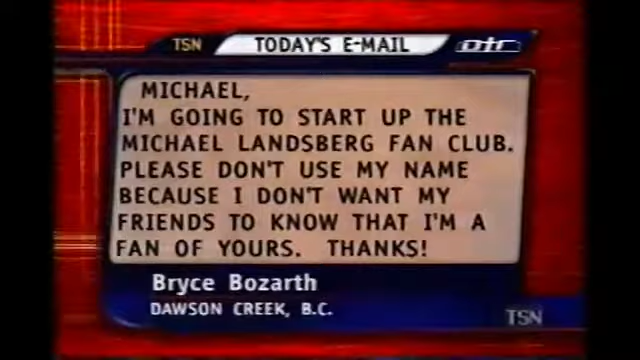 TSN TODAY'S E-MAIL otr
MICHAEL,
I'M GOING TO START UP THE
MICHAEL LANDSBERG FAN CLUB.
PLEASE DON'T USE MY NAME
BECAUSE I DON'T WANT MY
FRIENDS TO KNOW THAT I'M A
FAN OF YOURS. THANKS!
Bryce Bozarth
DAWSON CREEK, B.C.
TSN